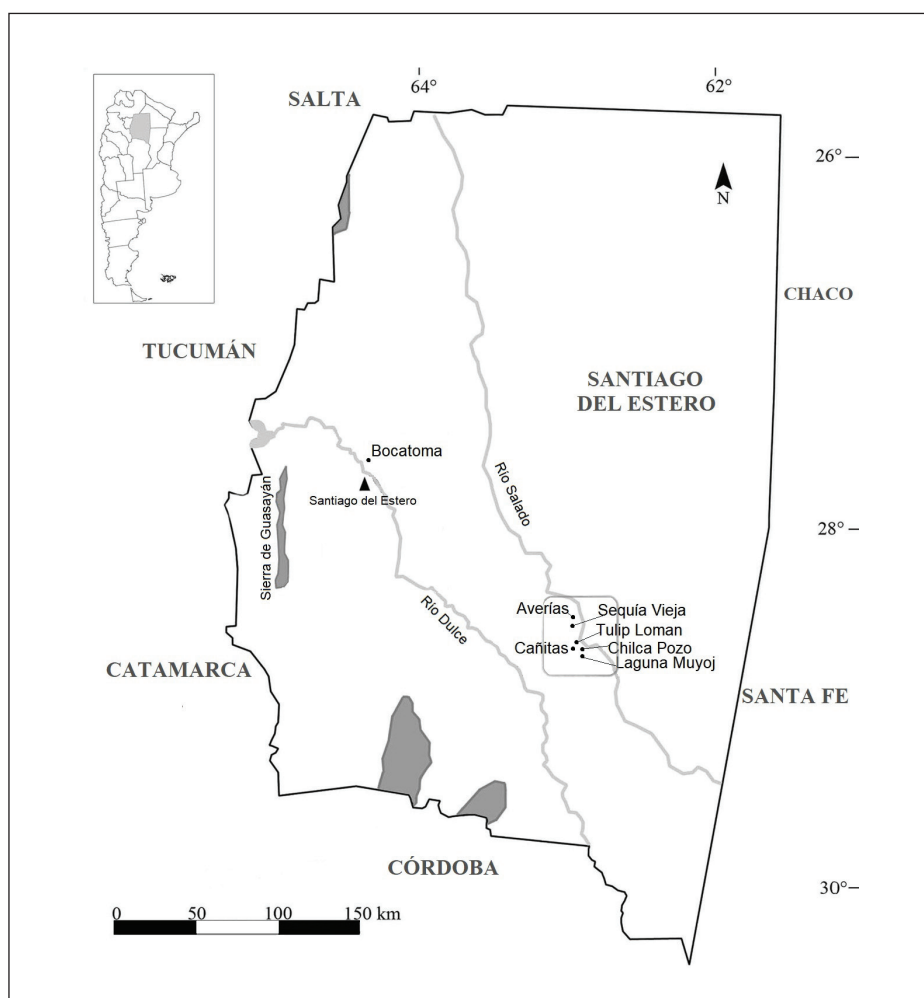 64°
62°
SALTA
26°
N
CHACO
TUCUMÁN
SANTIAGO
DEL ESTERO
Bocatoma
Santiago del Estero
Sierra de Guasayán
Río Salado
28°
Río Dulce
Averías
Sequía Vieja
Tulip Loman
Cañitas
Chilca Pozo
Laguna Muyoj
CATAMARCA
SANTA FE
CÓRDOBA
30°
0 50 100 150 km